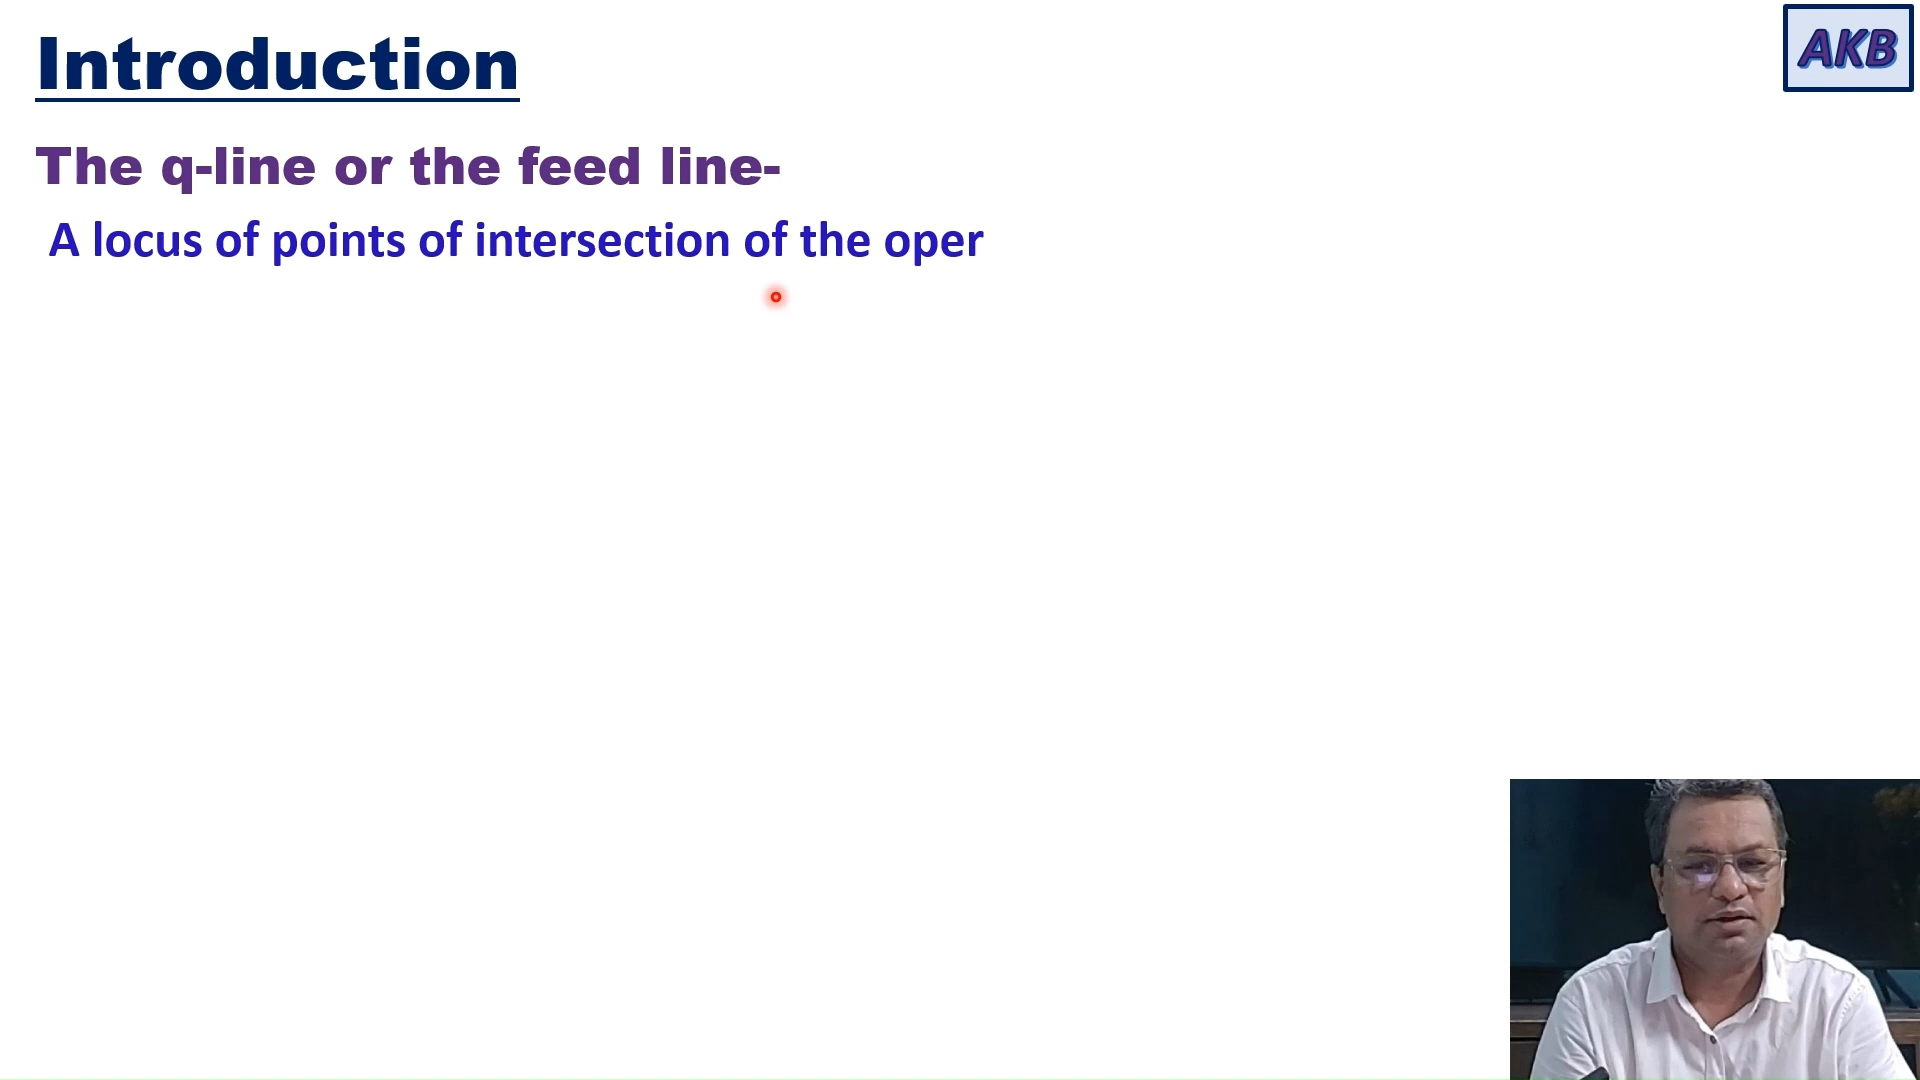 Introduction
AKB
The q-line or the feed line-
A locus of points of intersection of the oper